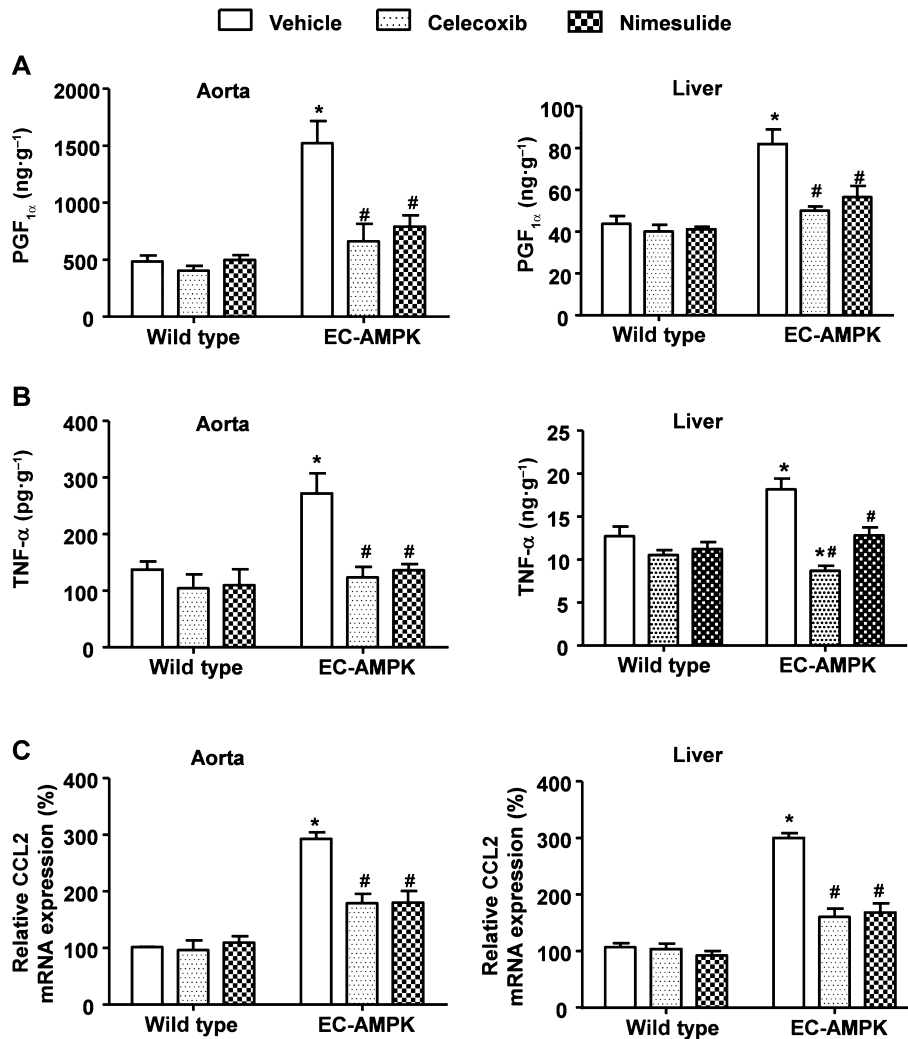 Vehicle Celecoxib Nimesulide
A
Aorta
PGF1α (ng·g−1)
2000
1500
1000
500
0
*
#
#
Wild type EC-AMPK
Liver
PGF1α (ng·g−1)
100
80
60
40
20
0
*
#
#
Wild type EC-AMPK
B
Aorta
TNF-α (pg·g−1)
400
300
200
100
0
*
#
#
Wild type EC-AMPK
Liver
TNF-α (ng·g−1)
25
20
15
10
5
0
*
*#
#
Wild type EC-AMPK
C
Aorta
Relative CCL2
mRNA expression (%)
400
300
200
100
0
*
#
#
Wild type EC-AMPK
Liver
Relative CCL2
mRNA expression (%)
400
300
200
100
0
*
#
#
Wild type EC-AMPK